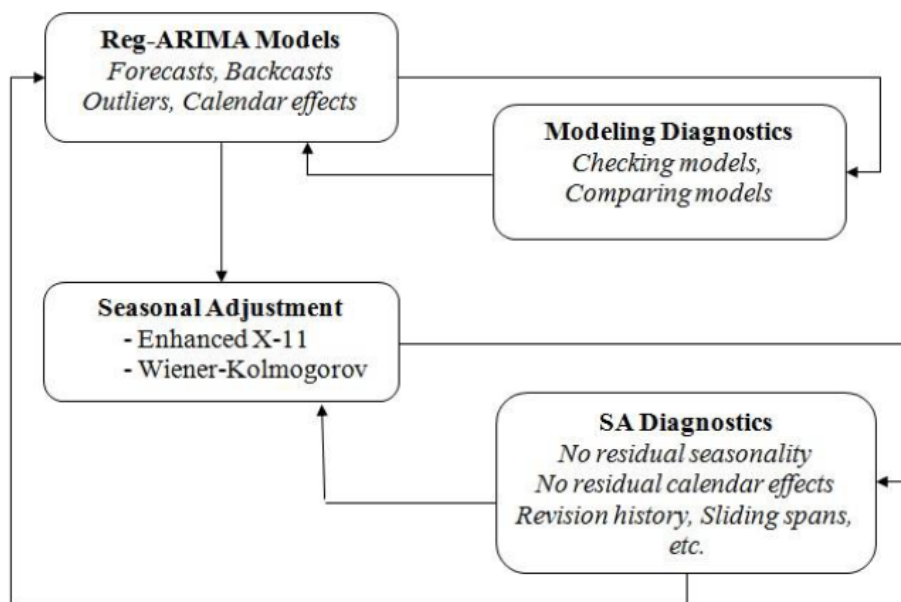 Reg-ARIMA Models
Forecasts, Backcasts
Outliers, Calendar effects
Modeling Diagnostics
Checking models,
Comparing models
Seasonal Adjustment
- Enhanced X-11
- Wiener-Kolmogorov
SA Diagnostics
No residual seasonality
No residual calendar effects
Revision history, Sliding spans,
etc.